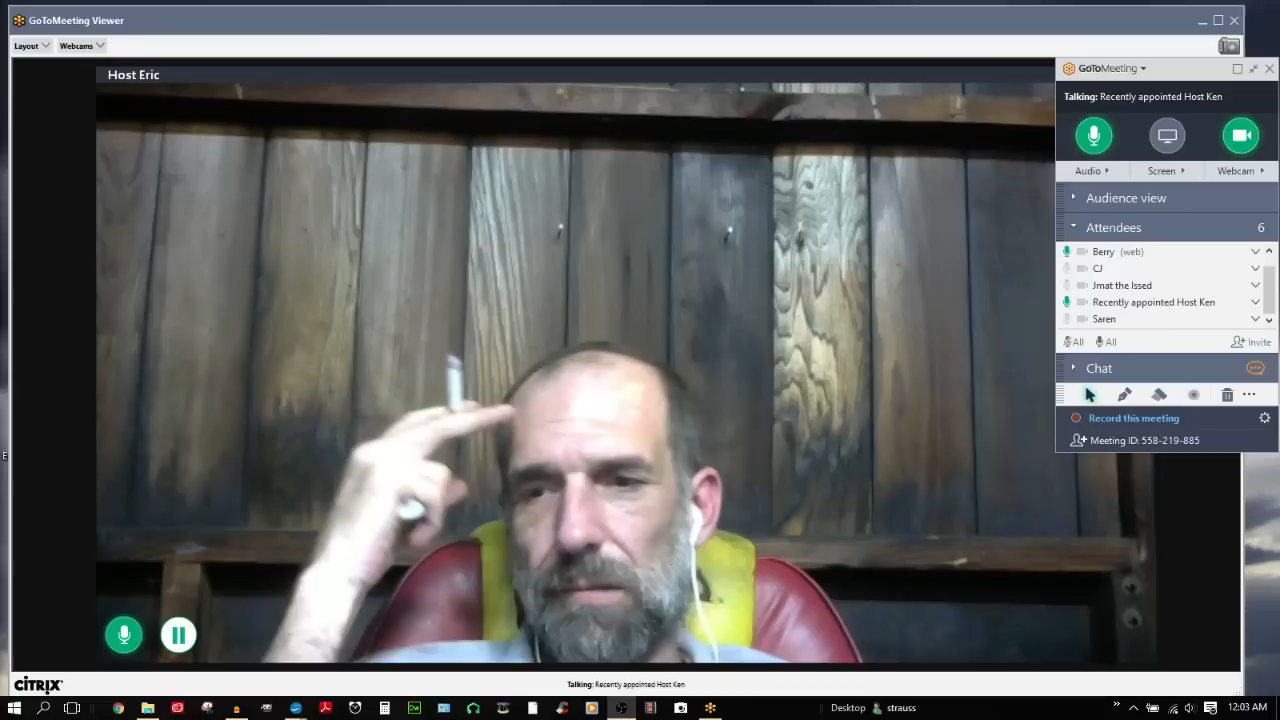 GoToMeeting Viewer
Layout
Webcams
Host Eric
GoToMeeting
Talking: Recently appointed Host Ken
Audio
Screen
Webcam
Audience view
Attendees 6
Berry (web)
CJ
Jmat the Issed
Recently appointed Host Ken
Saren
All
All
Invite
Chat
Record this meeting
Meeting ID: 558-219-885
CITRIX
Talking: Recently appointed Host Ken
Dw
Desktop
strauss
12:03 AM